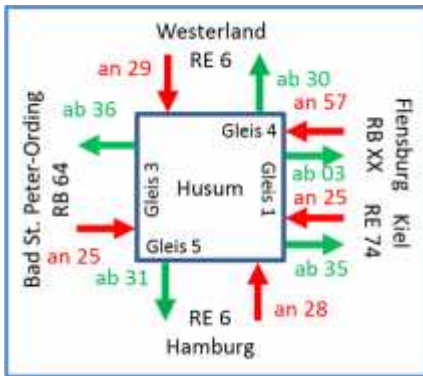 Westerland
RE 6
an 29
ab 30
ab 36
an 57
Gleis 4
Bad St. Peter-Ording
RB 64
Gleis 3
Husum
Gleis 1
Flensburg
RB XX
ab 03
an 25
Kiel
RE 74
an 25
Gleis 5
ab 31
ab 35
RE 6
an 28
Hamburg